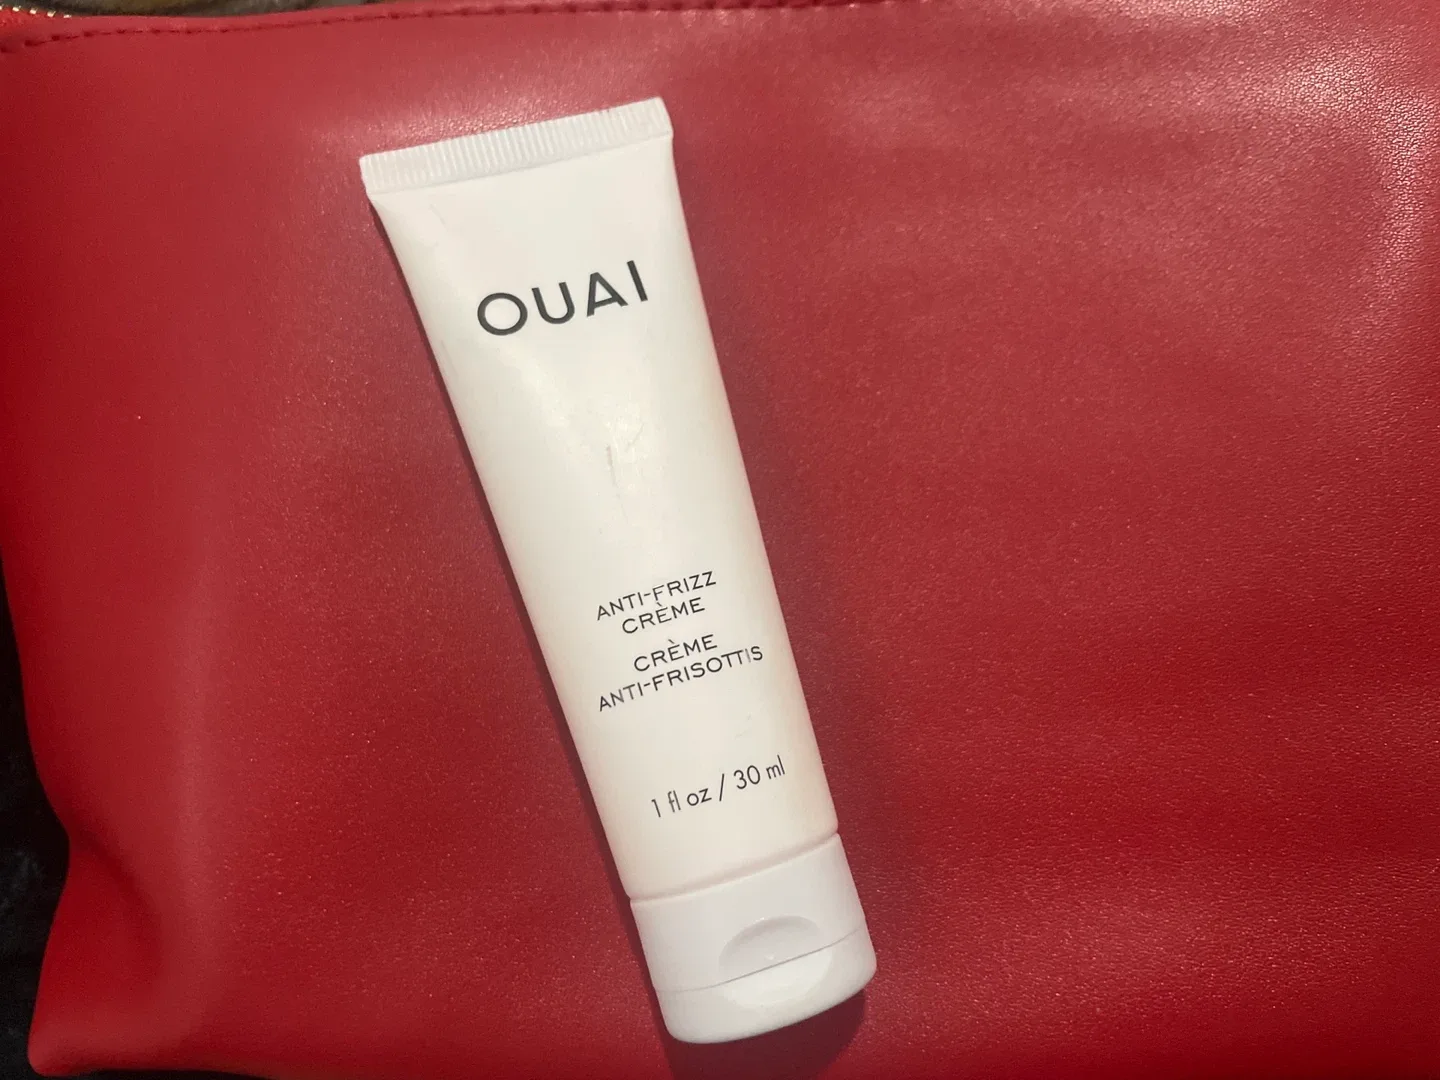 OUAI
ANTI-FRIZZ
CRÈME
CRÈME
ANTI-FRISOTTIS
1 fl oz / 30 ml